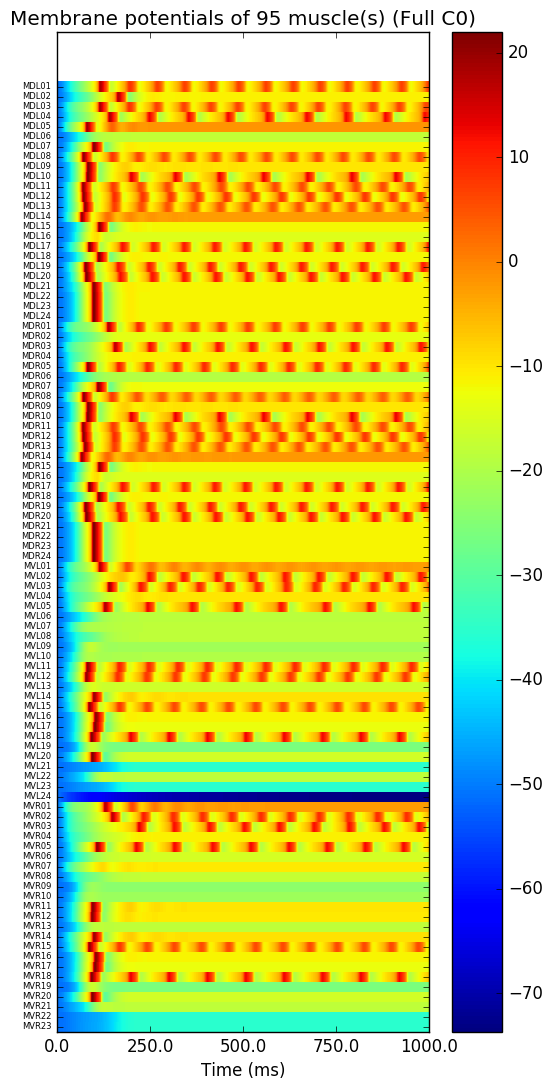 Membrane potentials of 95 muscle(s) (Full C0)
MDL01
MDL02
MDL03
MDL04
MDL05
MDL06
MDL07
MDL08
MDL09
MDL10
MDL11
MDL12
MDL13
MDL14
MDL15
MDL16
MDL17
MDL18
MDL19
MDL20
MDL21
MDL22
MDL23
MDL24
MDR01
MDR02
MDR03
MDR04
MDR05
MDR06
MDR07
MDR08
MDR09
MDR10
MDR11
MDR12
MDR13
MDR14
MDR15
MDR16
MDR17
MDR18
MDR19
MDR20
MDR21
MDR22
MDR23
MDR24
MVL01
MVL02
MVL03
MVL04
MVL05
MVL06
MVL07
MVL08
MVL09
MVL10
MVL11
MVL12
MVL13
MVL14
MVL15
MVL16
MVL17
MVL18
MVL19
MVL20
MVL21
MVL22
MVL23
MVL24
MVR01
MVR02
MVR03
MVR04
MVR05
MVR06
MVR07
MVR08
MVR09
MVR10
MVR11
MVR12
MVR13
MVR14
MVR15
MVR16
MVR17
MVR18
MVR19
MVR20
MVR21
MVR22
MVR23
0.0 250.0 500.0 750.0 1000.0
Time (ms)
20
10
0
−10
−20
−30
−40
−50
−60
−70